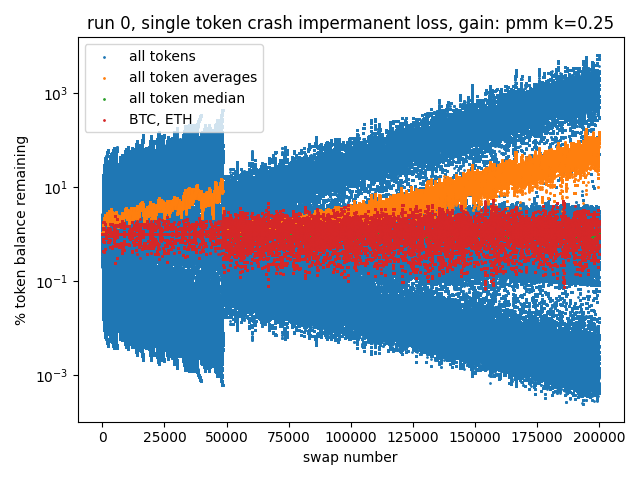 run 0, single token crash impermanent loss, gain: pmm k=0.25
all tokens
all token averages
all token median
BTC, ETH
% token balance remaining
10³
10¹
10⁻¹
10⁻³
0 25000 50000 75000 100000 125000 150000 175000 200000
swap number